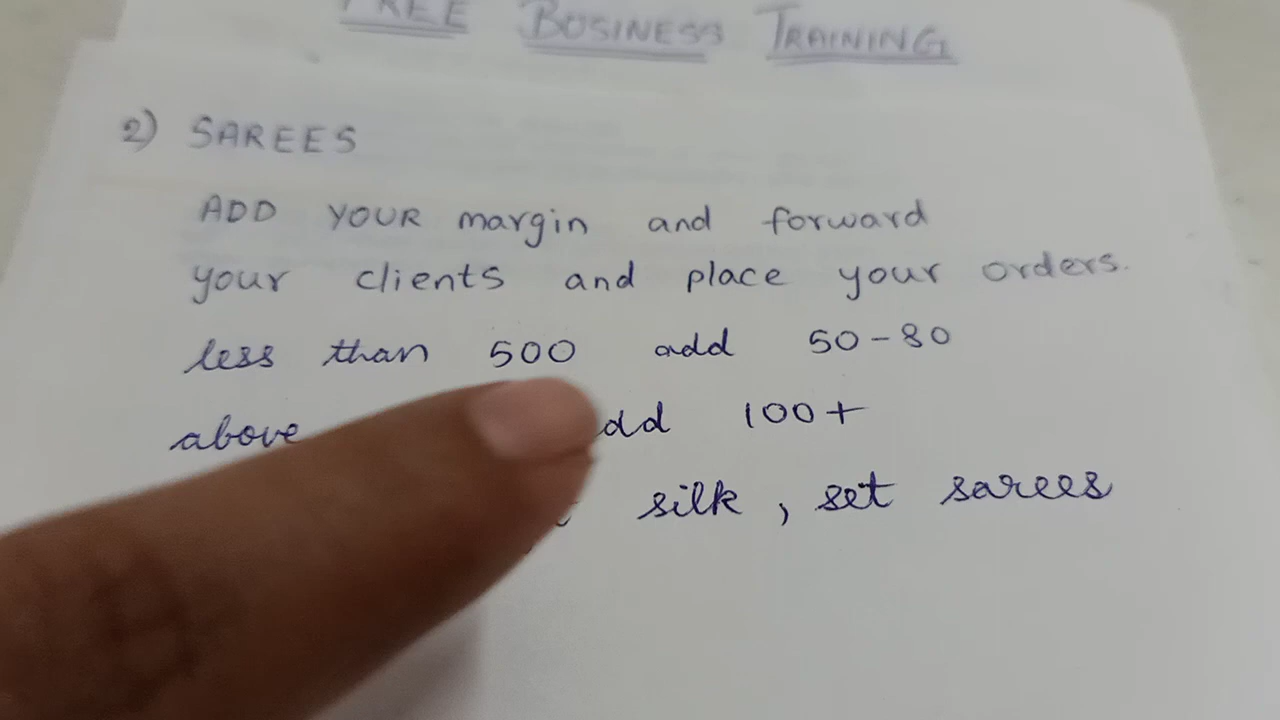 FREE BUSINESS TRAINING
2) SAREES
ADD YOUR margin and forward
your clients and place your orders.
less than 500 add 50-80
above add 100+
silk, set sarees